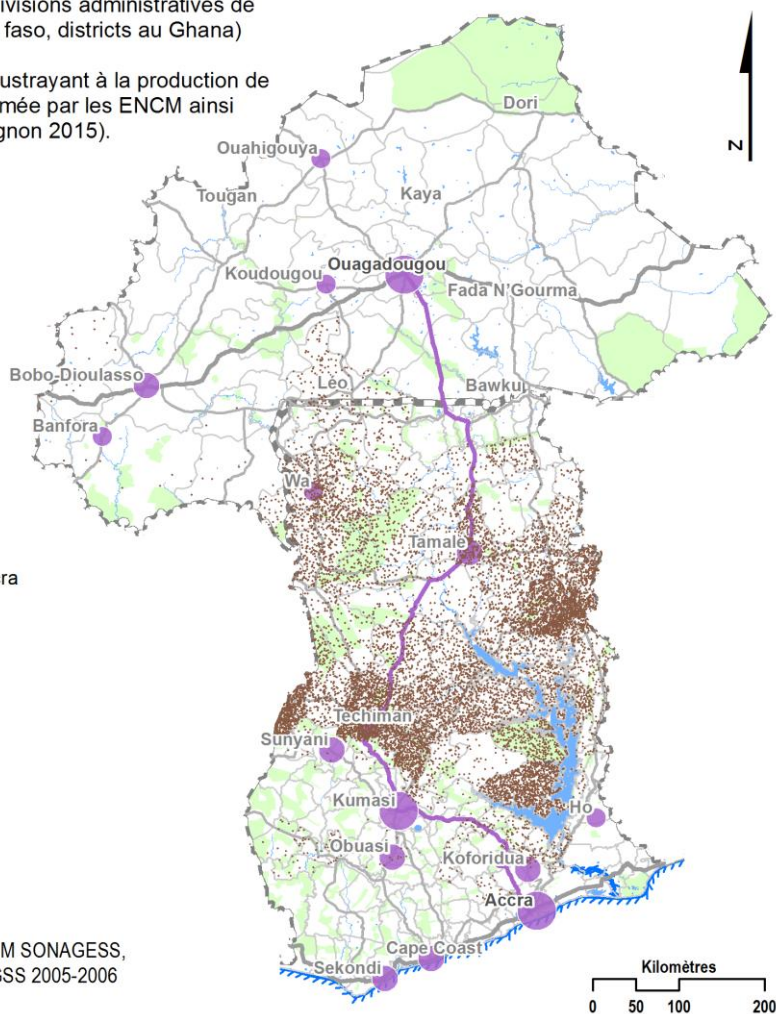 ivisions administratives de
faso, districts au Ghana)
ustrayant à la production de
mée par les ENCM ainsi
gnon 2015).
N
Dori
Ouahigouya
Tougan
Kaya
Ouagadougou
Koudougou
Fada N'Gourma
Bobo-Dioulasso
Léo
Bawku
Banfora
Wa
Tamale
ra
Techiman
Sunyani
Kumasi
Ho
Obuasi
Koforidua
Accra
M SONAGESS,
Cape Coast
GSS 2005-2006
Sekondi
Kilomètres
0 50 100 200